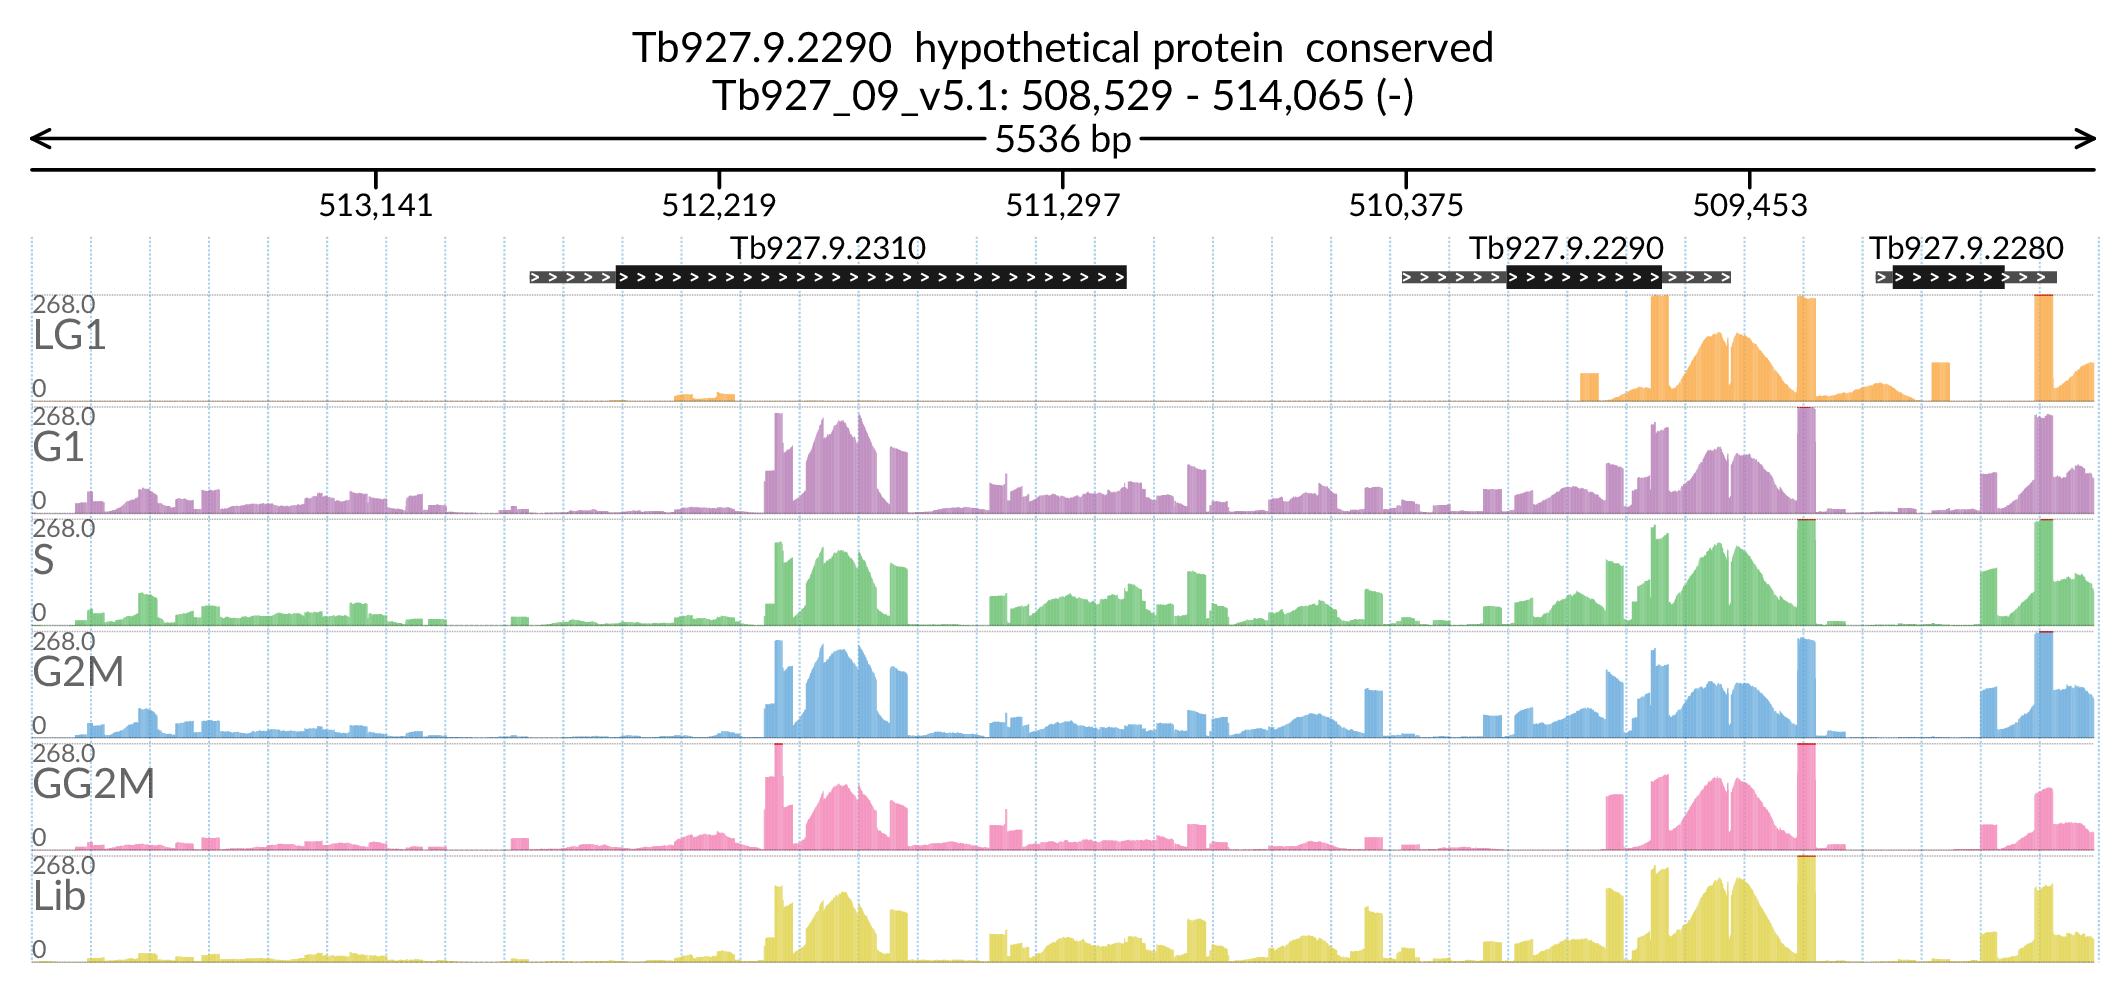 Tb927.9.2290  hypothetical protein  conserved
Tb927_09_v5.1: 508,529 - 514,065 (-)
5536 bp
513,141 512,219 511,297 510,375 509,453
Tb927.9.2310 Tb927.9.2290 Tb927.9.2280
268.0
LG1
0
268.0
G1
0
268.0
S
0
268.0
G2M
0
268.0
GG2M
0
268.0
Lib
0